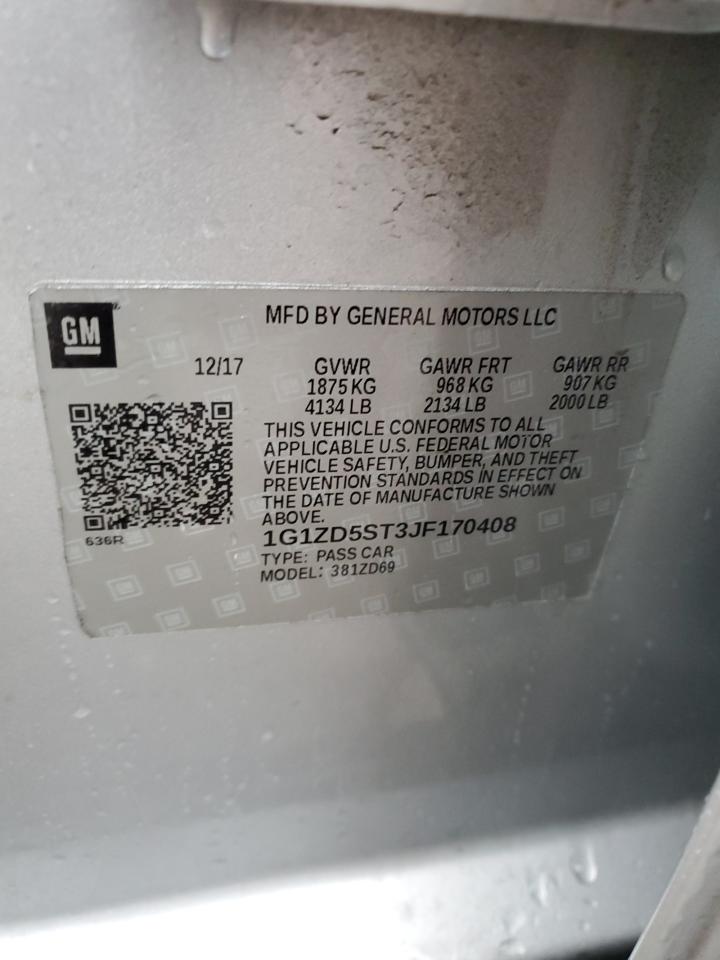 GM
MFD BY GENERAL MOTORS LLC
12/17 GVWR GAWR FRT GAWR RR
1875 KG 968 KG 907 KG
4134 LB 2134 LB 2000 LB
THIS VEHICLE CONFORMS TO ALL
APPLICABLE U.S. FEDERAL MOTOR
VEHICLE SAFETY, BUMPER, AND THEFT
PREVENTION STANDARDS IN EFFECT ON
THE DATE OF MANUFACTURE SHOWN
ABOVE.
636R
1G1ZD5ST3JF170408
TYPE: PASS CAR
MODEL: 381ZD69